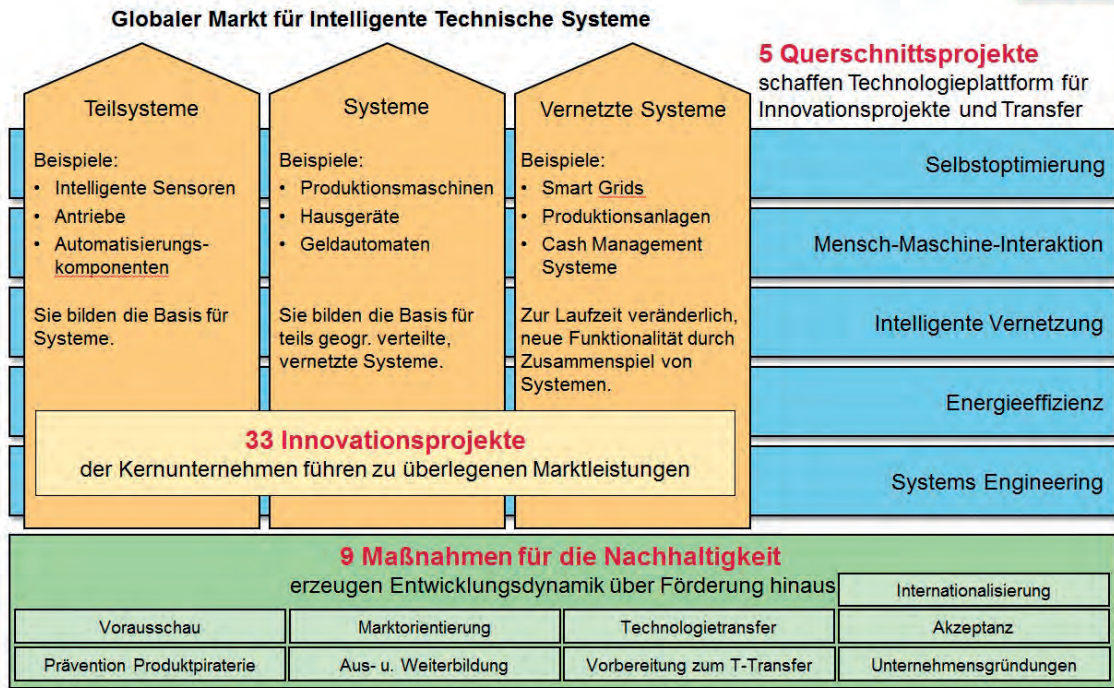 Globaler Markt für Intelligente Technische Systeme
5 Querschnittsprojekte
schaffen Technologieplattform für
Innovationsprojekte und Transfer
Teilsysteme
Beispiele:
• Intelligente Sensoren
• Antriebe
• Automatisierungs-
komponenten
Sie bilden die Basis für
Systeme.
Systeme
Beispiele:
• Produktionsmaschinen
• Hausgeräte
• Geldautomaten
Sie bilden die Basis für
teils geogr. verteilte,
vernetzte Systeme.
Vernetzte Systeme
Beispiele:
• Smart Grids
• Produktionsanlagen
• Cash Management
Systeme
Zur Laufzeit veränderlich,
neue Funktionalität durch
Zusammenspiel von
Systemen.
Selbstoptimierung
Mensch-Maschine-Interaktion
Intelligente Vernetzung
Energieeffizienz
Systems Engineering
33 Innovationsprojekte
der Kernunternehmen führen zu überlegenen Marktleistungen
9 Maßnahmen für die Nachhaltigkeit
erzeugen Entwicklungsdynamik über Förderung hinaus
Internationalisierung
Vorausschau
Marktorientierung
Technologietransfer
Akzeptanz
Prävention Produktpiraterie
Aus- u. Weiterbildung
Vorbereitung zum T-Transfer
Unternehmensgründungen